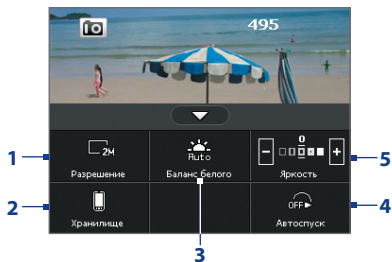 495
0
1
2M
Разрешение
Auto
Баланс белого
- +
Яркость
5
2
Хранилище
3
OFF
Автоспуск
4